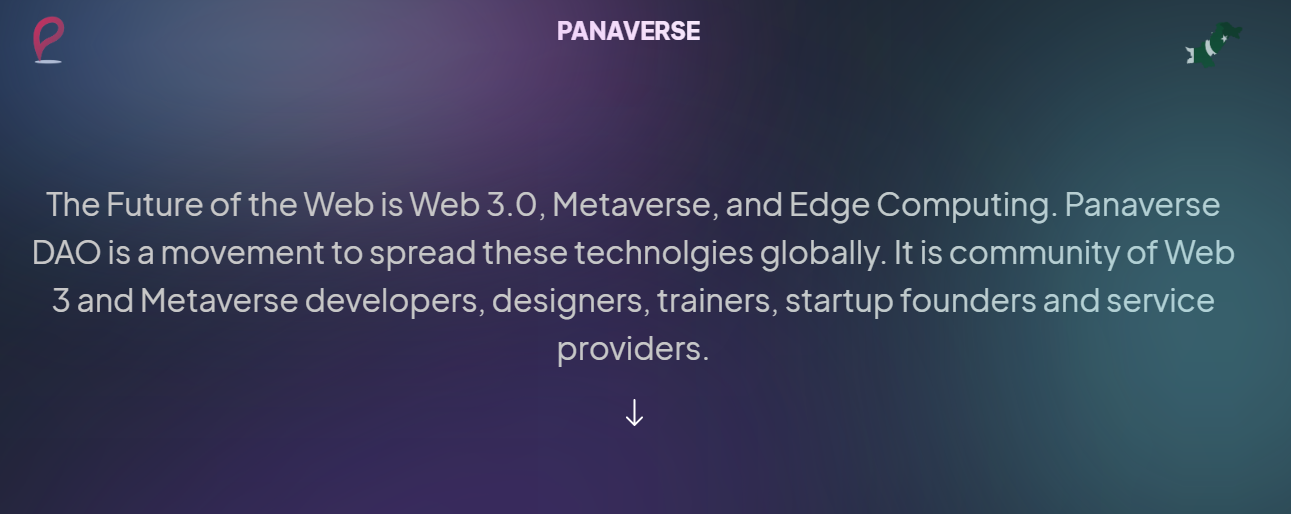 PANAVERSE
The Future of the Web is Web 3.0, Metaverse, and Edge Computing. Panaverse
DAO is a movement to spread these technolgies globally. It is community of Web
3 and Metaverse developers, designers, trainers, startup founders and service
providers.